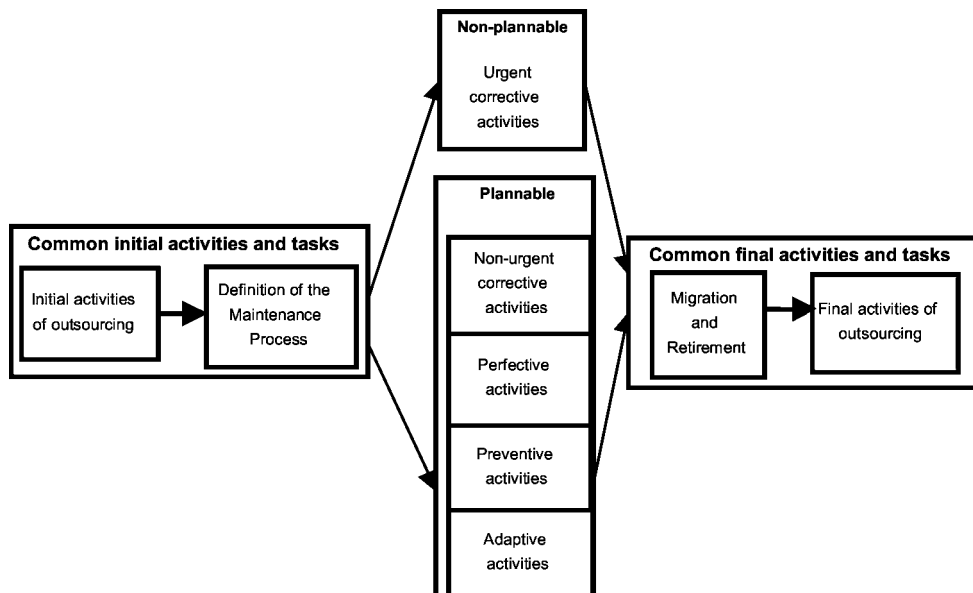 Common initial activities and tasks
Initial activities
of outsourcing
Definition of the
Maintenance
Process
Non-plannable
Urgent
corrective
activities
Plannable
Non-urgent
corrective
activities
Perfective
activities
Preventive
activities
Adaptive
activities
Common final activities and tasks
Migration
and
Retirement
Final activities of
outsourcing